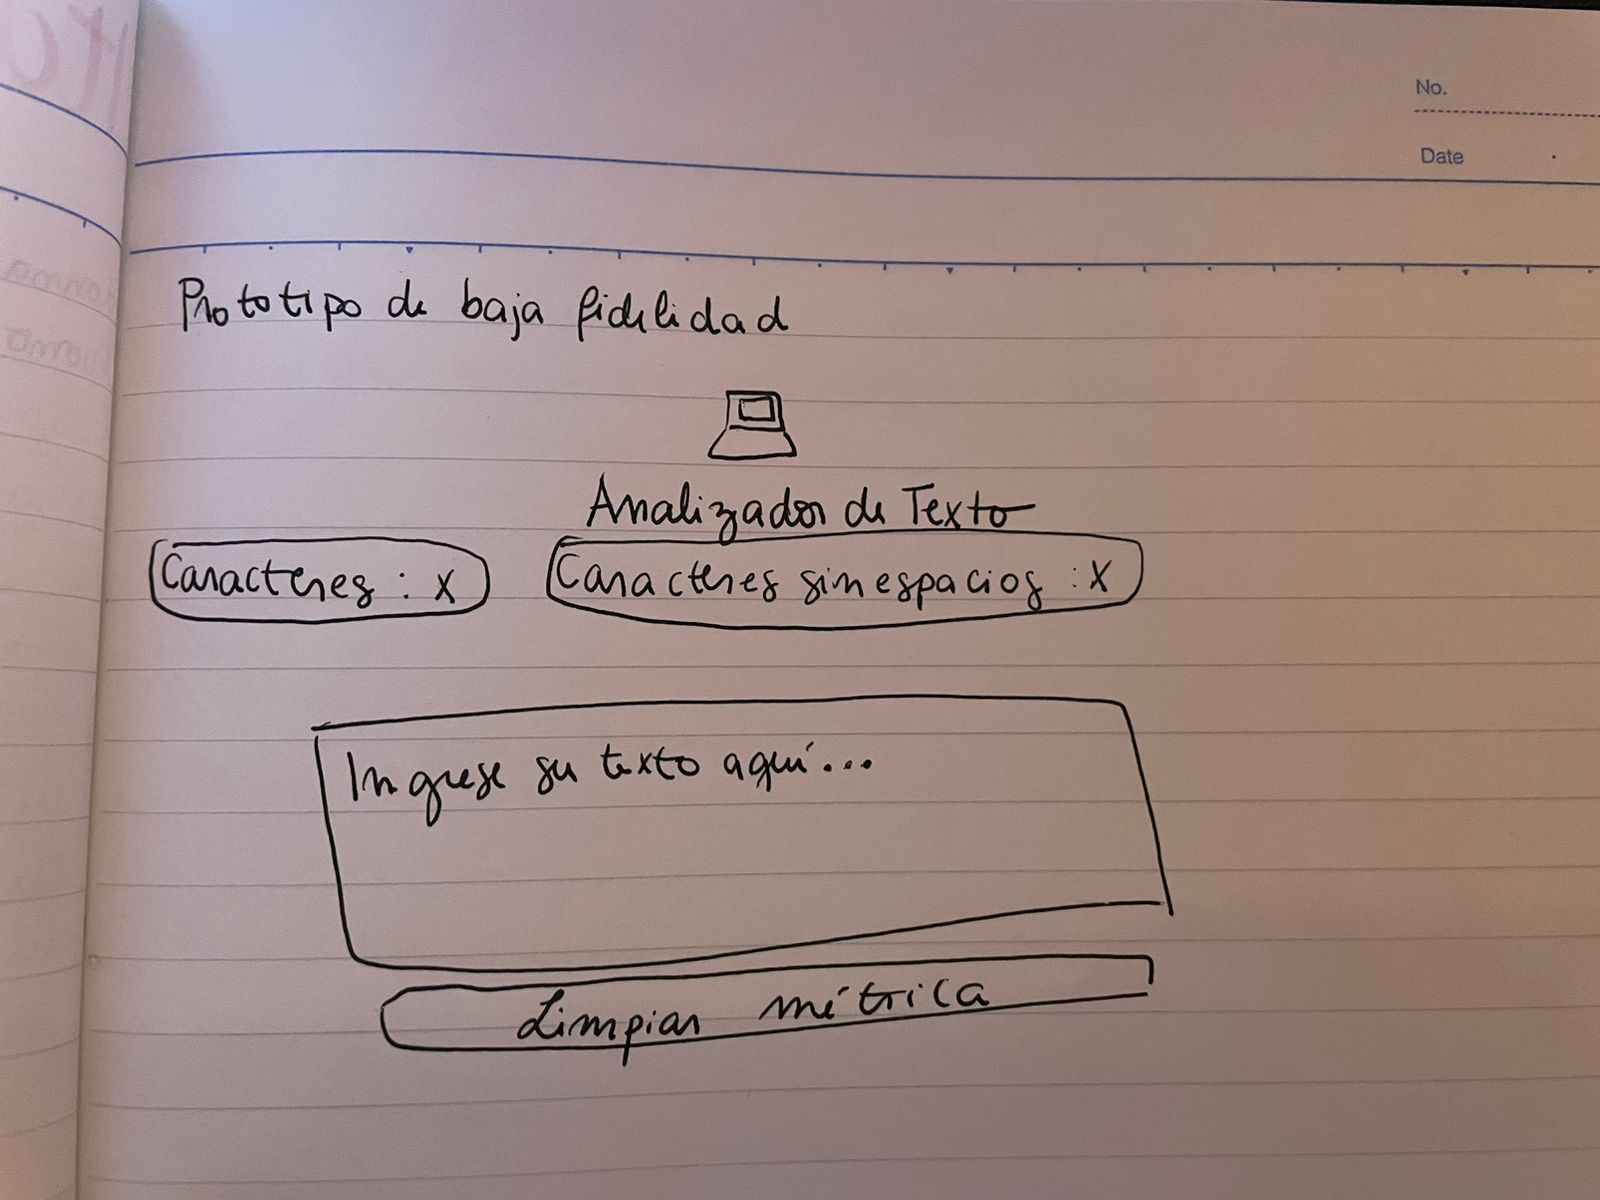 No.
Date
Prototipo de baja fidelidad
Analizador de Texto
Caracteres : x
Caracteres sin espacios : X
Ingrese su texto aquí...
Limpiar métrica